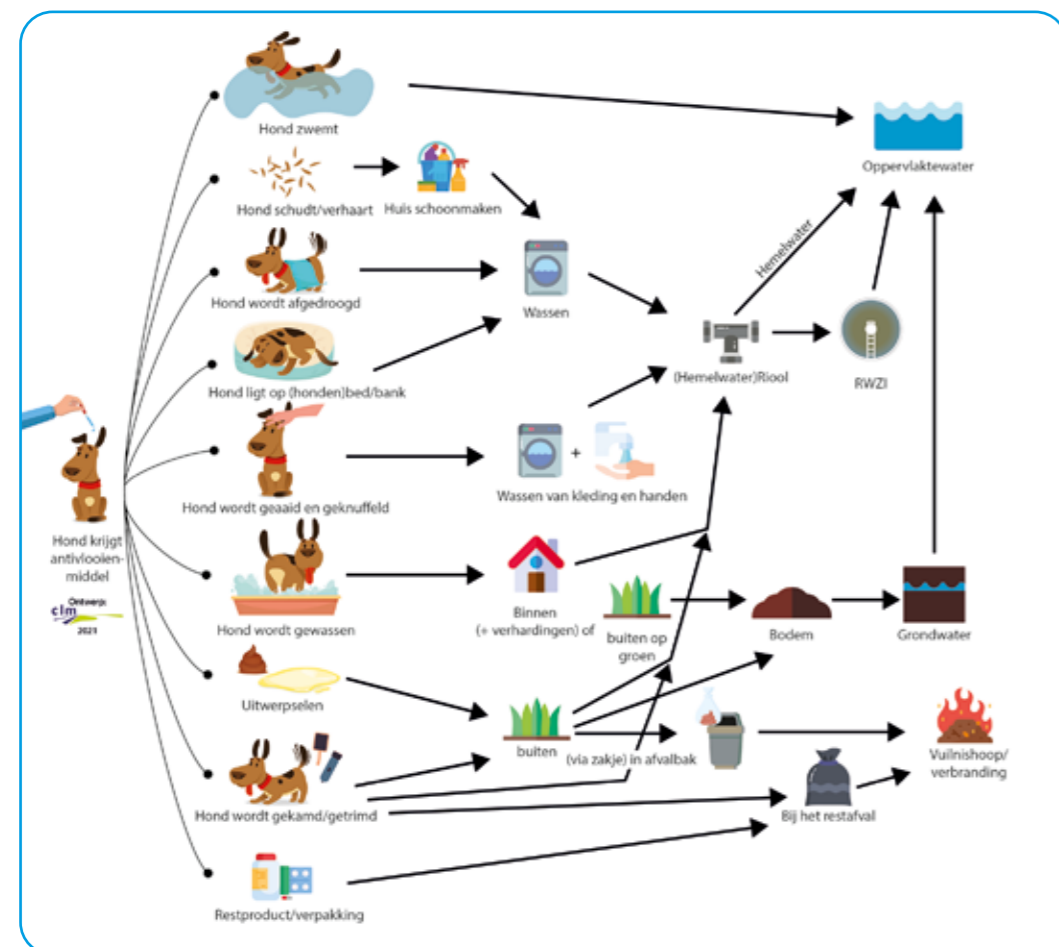 Hond zwemt
Oppervlaktewater
Hond schudt/verhaart
Huis schoonmaken
Hemelwater
Hond wordt afgedroogd
Wassen
(Hemelwater)Riool
RWZI
Hond ligt op (honden)bed/bank
+
Hond wordt geaaid en geknuffeld
Wassen van kleding en handen
Hond krijgt
antivlooien-
middel
Ontwerp:
clm
2021
Hond wordt gewassen
Binnen
(+ verhardingen) of
buiten op
groen
Bodem
Grondwater
Uitwerpselen
buiten
(via zakje) in afvalbak
Vuilnishoop/
verbranding
Hond wordt gekamd/getrimd
Bij het restafval
Restproduct/verpakking